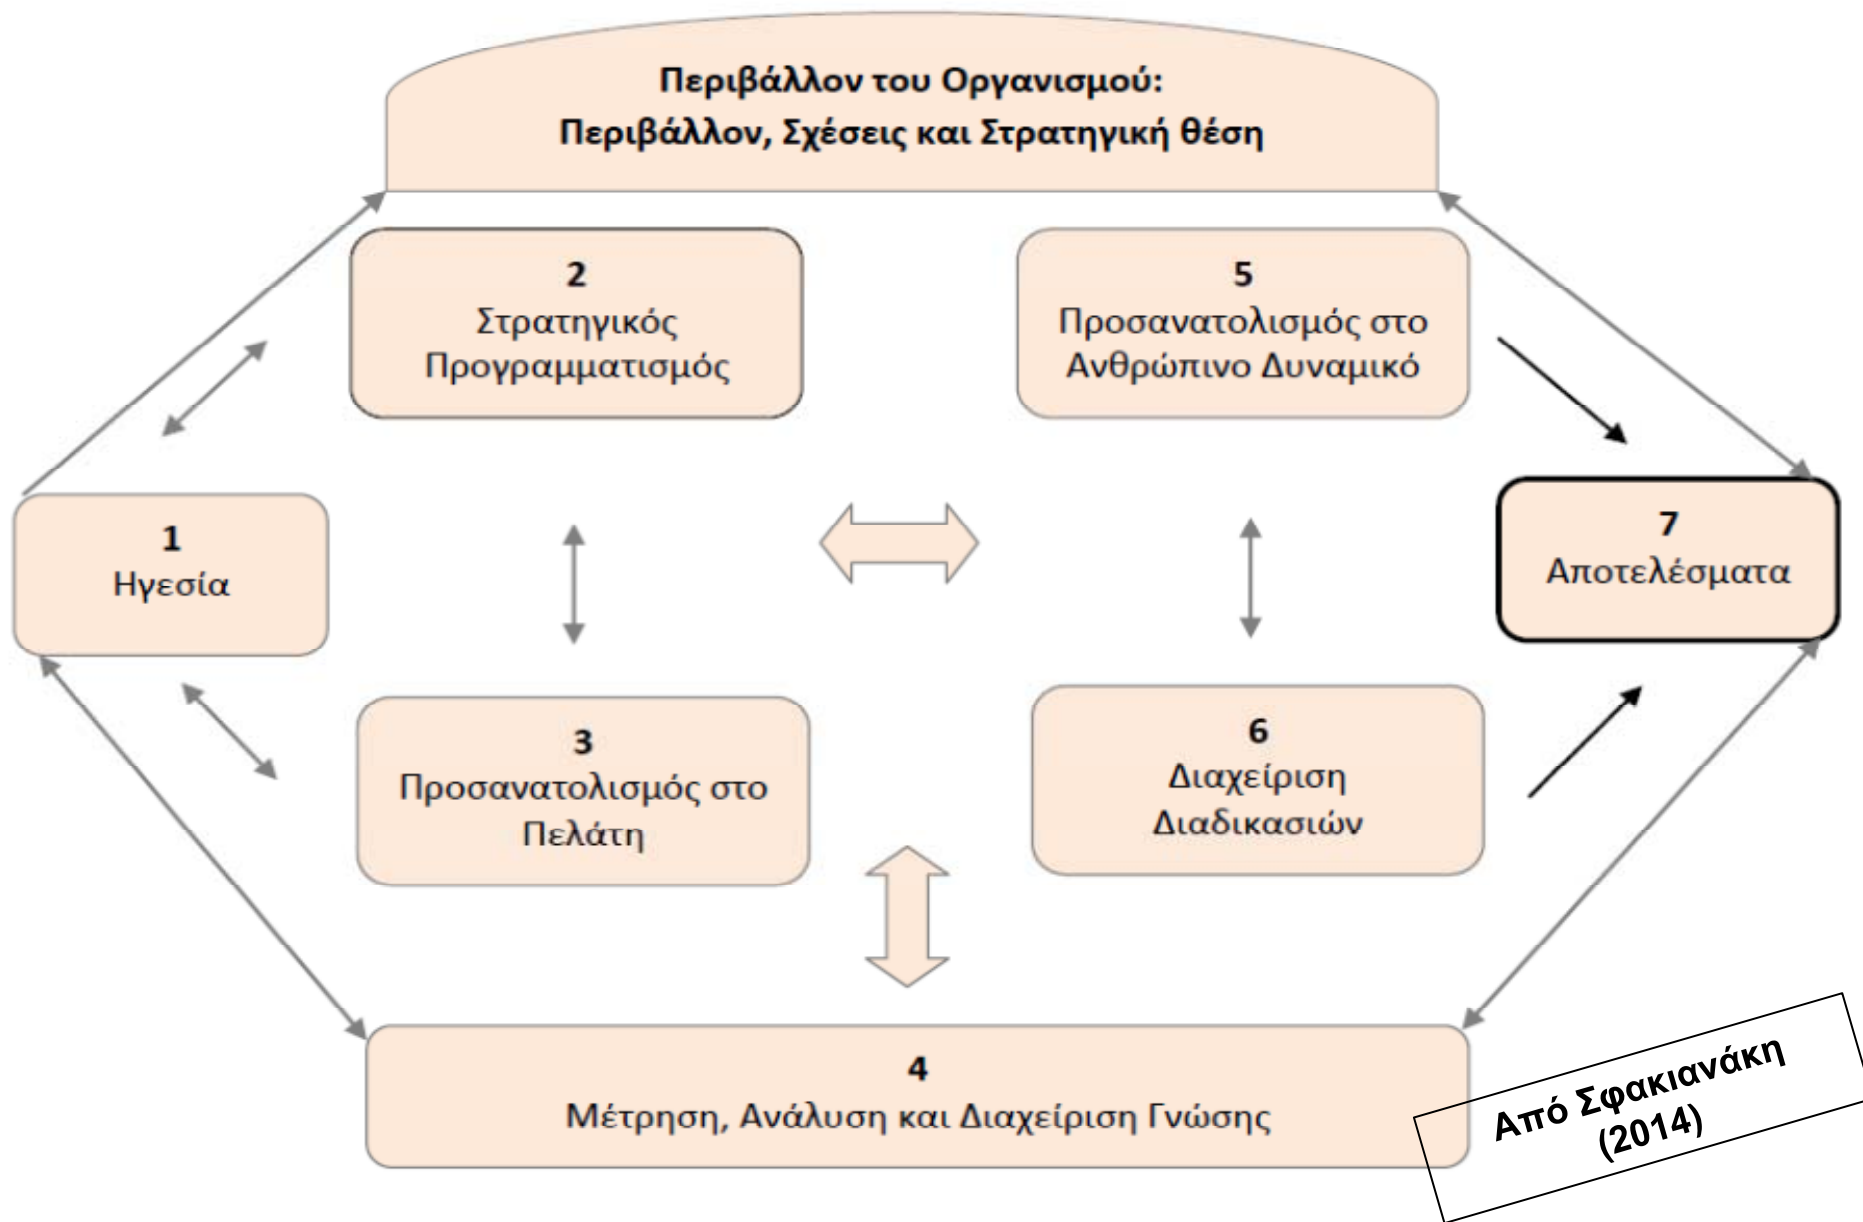 Περιβάλλον του Οργανισμού:
Περιβάλλον, Σχέσεις και Στρατηγική θέση
2
Στρατηγικός
Προγραμματισμός
5
Προσανατολισμός στο
Ανθρώπινο Δυναμικό
1
Ηγεσία
7
Αποτελέσματα
3
Προσανατολισμός στο
Πελάτη
6
Διαχείριση
Διαδικασιών
4
Μέτρηση, Ανάλυση και Διαχείριση Γνώσης
Από Σφακιανάκη
(2014)